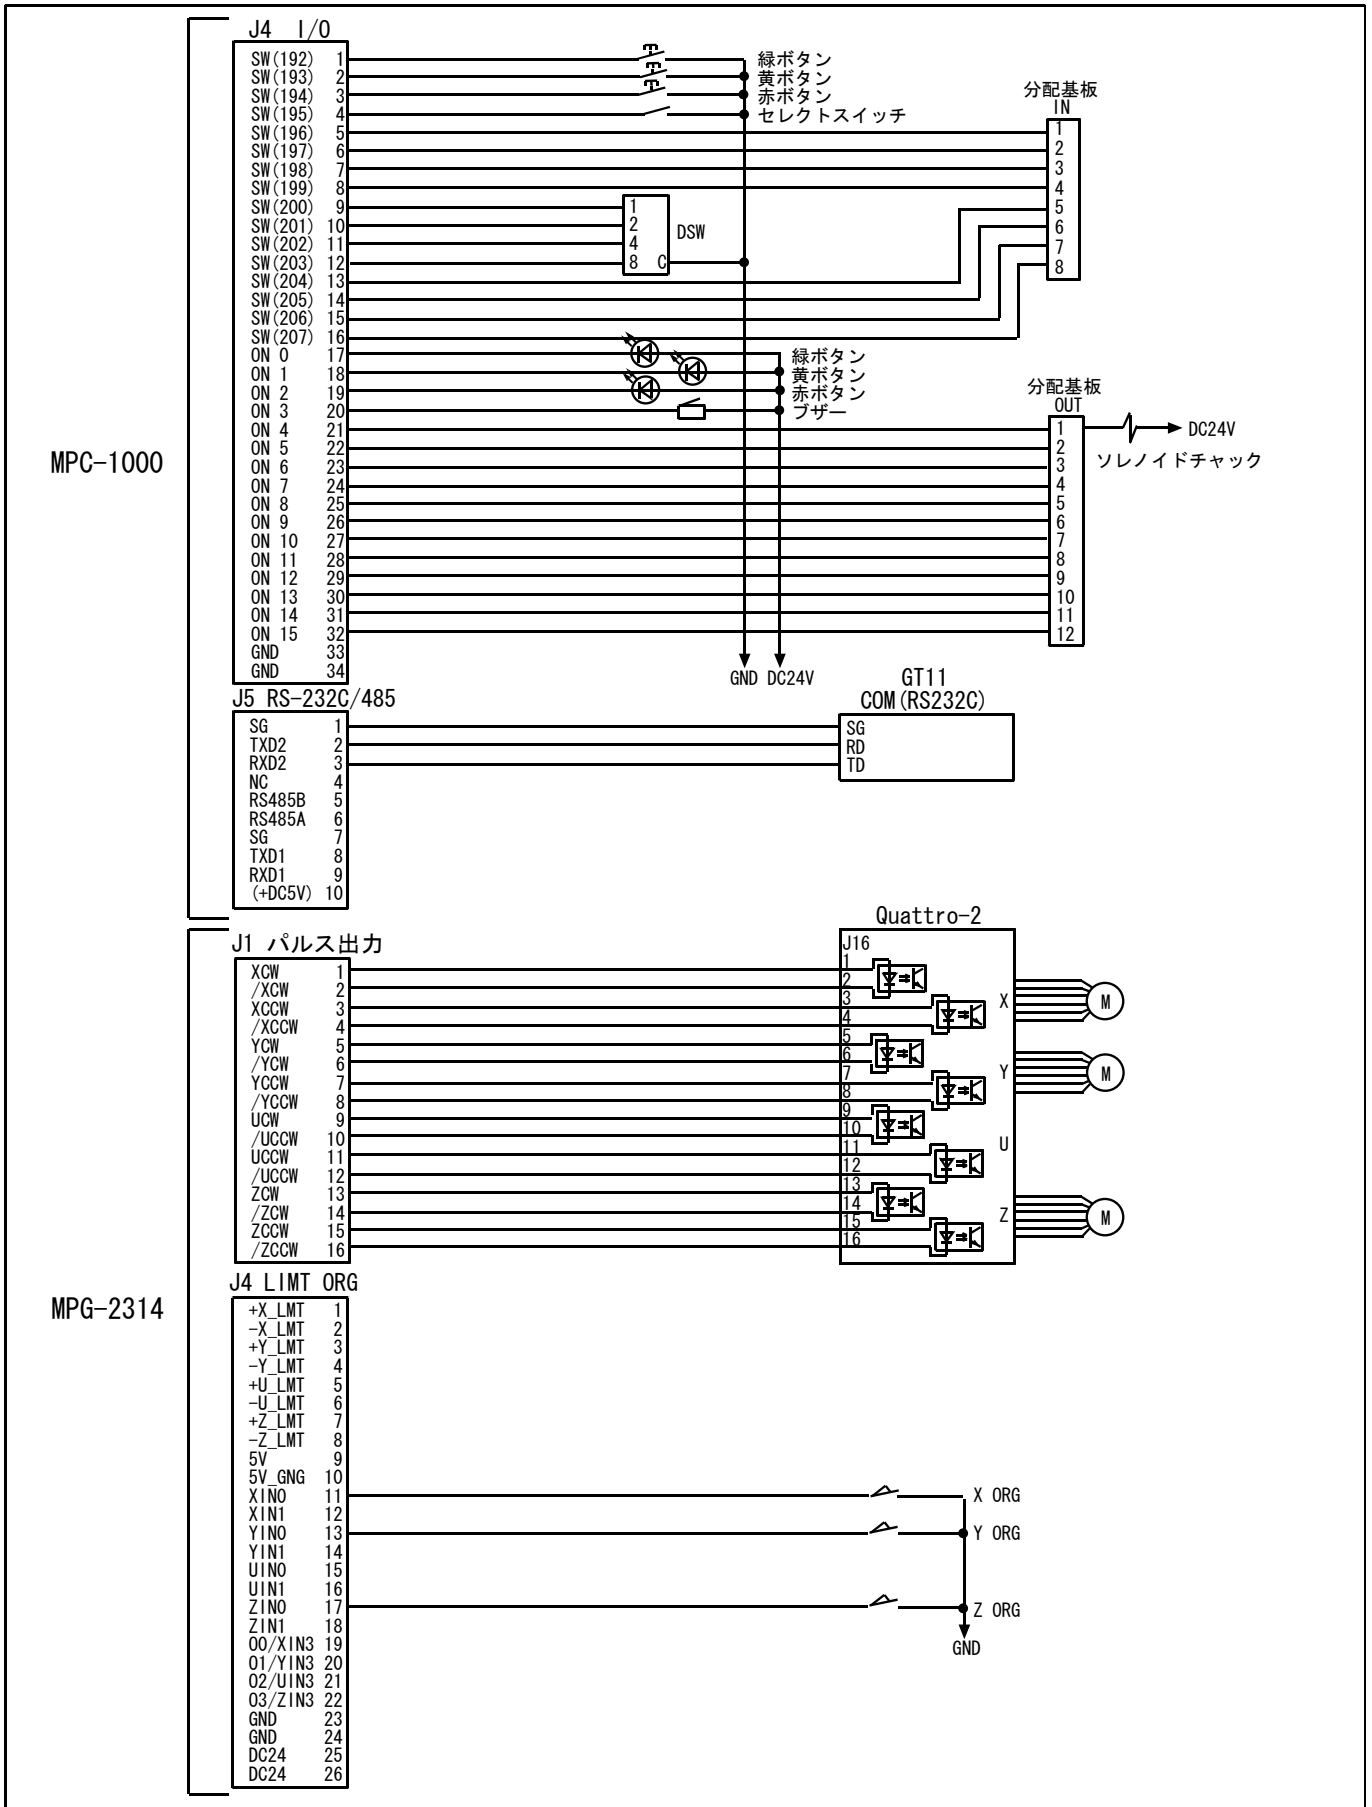 J4 I/O
SW(192) 1
SW(193) 2
SW(194) 3
SW(195) 4
SW(196) 5
SW(197) 6
SW(198) 7
SW(199) 8
SW(200) 9
SW(201) 10
SW(202) 11
SW(203) 12
SW(204) 13
SW(205) 14
SW(206) 15
SW(207) 16
ON 0 17
ON 1 18
ON 2 19
ON 3 20
ON 4 21
ON 5 22
ON 6 23
ON 7 24
ON 8 25
ON 9 26
ON 10 27
ON 11 28
ON 12 29
ON 13 30
ON 14 31
ON 15 32
GND 33
GND 34
緑ボタン
黄ボタン
赤ボタン
セレクトスイッチ
分配基板
IN
1
2
3
4
5
6
7
8
1
2
4
8 C
DSW
緑ボタン
黄ボタン
赤ボタン
ブザー
分配基板
OUT
1
2
3
4
5
6
7
8
9
10
11
12
DC24V
ソレノイドチャック
GND DC24V
MPC-1000
J5 RS-232C/485
SG 1
TXD2 2
RXD2 3
NC 4
RS485B 5
RS485A 6
SG 7
TXD1 8
RXD1 9
(+DC5V) 10
GT11
COM(RS232C)
SG
RD
TD
MPG-2314
J1 パルス出力
XCW 1
/XCW 2
XCCW 3
/XCCW 4
YCW 5
/YCW 6
YCCW 7
/YCCW 8
UCW 9
/UCCW 10
UCCW 11
/UCCW 12
ZCW 13
/ZCW 14
ZCCW 15
/ZCCW 16
Quattro-2
J16
1
2
3
4
5
6
7
8
9
10
11
12
13
14
15
16
X
Y
U
Z
M
M
M
J4 LIMT ORG
+X_LMT 1
-X_LMT 2
+Y_LMT 3
-Y_LMT 4
+U_LMT 5
-U_LMT 6
+Z_LMT 7
-Z_LMT 8
5V 9
5V_GNG 10
XIN0 11
XIN1 12
YIN0 13
YIN1 14
UIN0 15
UIN1 16
ZIN0 17
ZIN1 18
O0/XIN3 19
O1/YIN3 20
O2/UIN3 21
O3/ZIN3 22
GND 23
GND 24
DC24 25
DC24 26
X ORG
Y ORG
Z ORG
GND